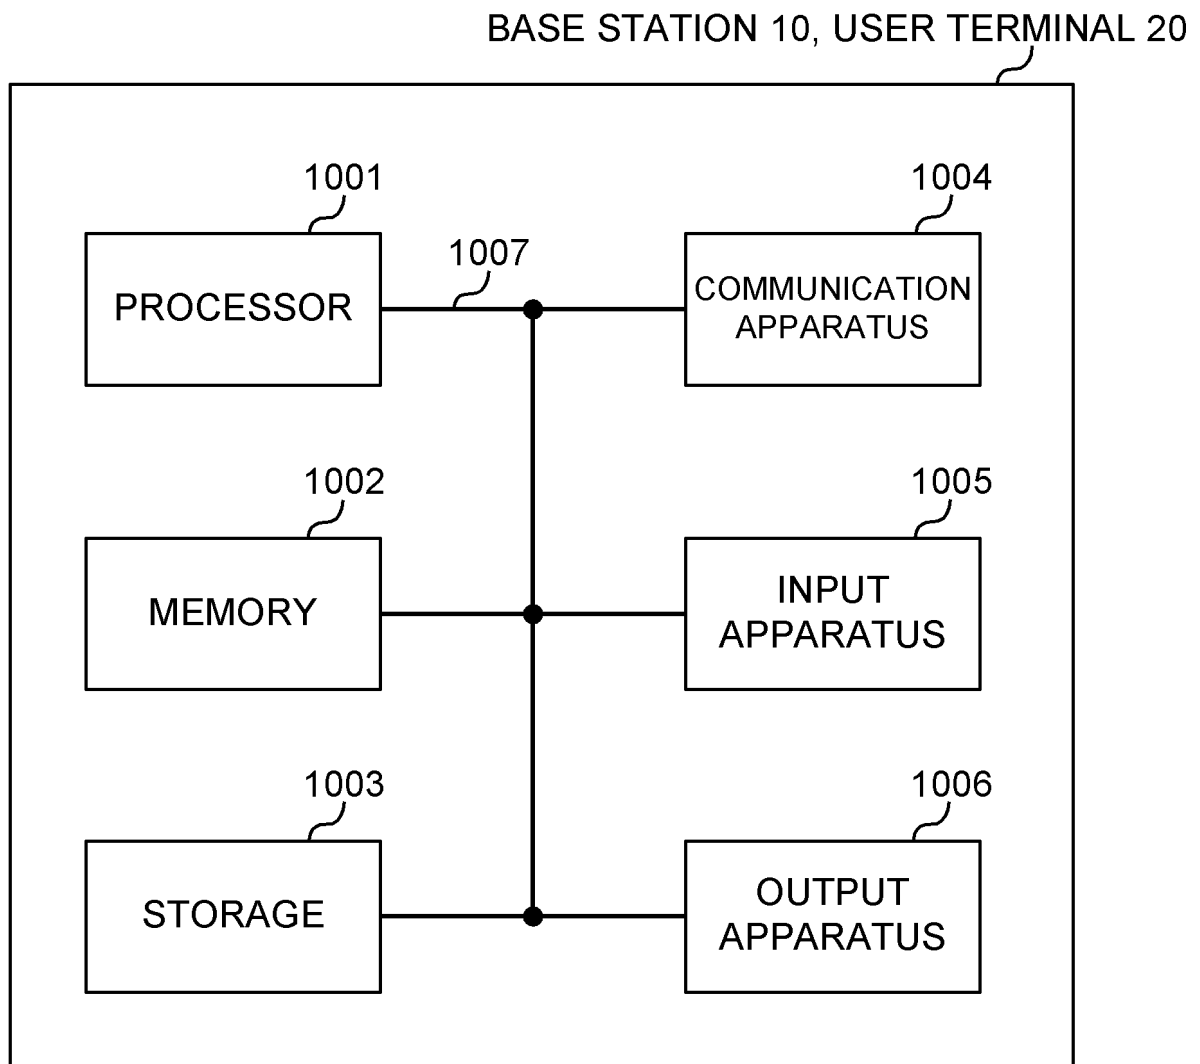 BASE STATION 10, USER TERMINAL 20
1001
PROCESSOR
1007
1004
COMMUNICATION
APPARATUS
1002
MEMORY
1005
INPUT
APPARATUS
1003
STORAGE
1006
OUTPUT
APPARATUS